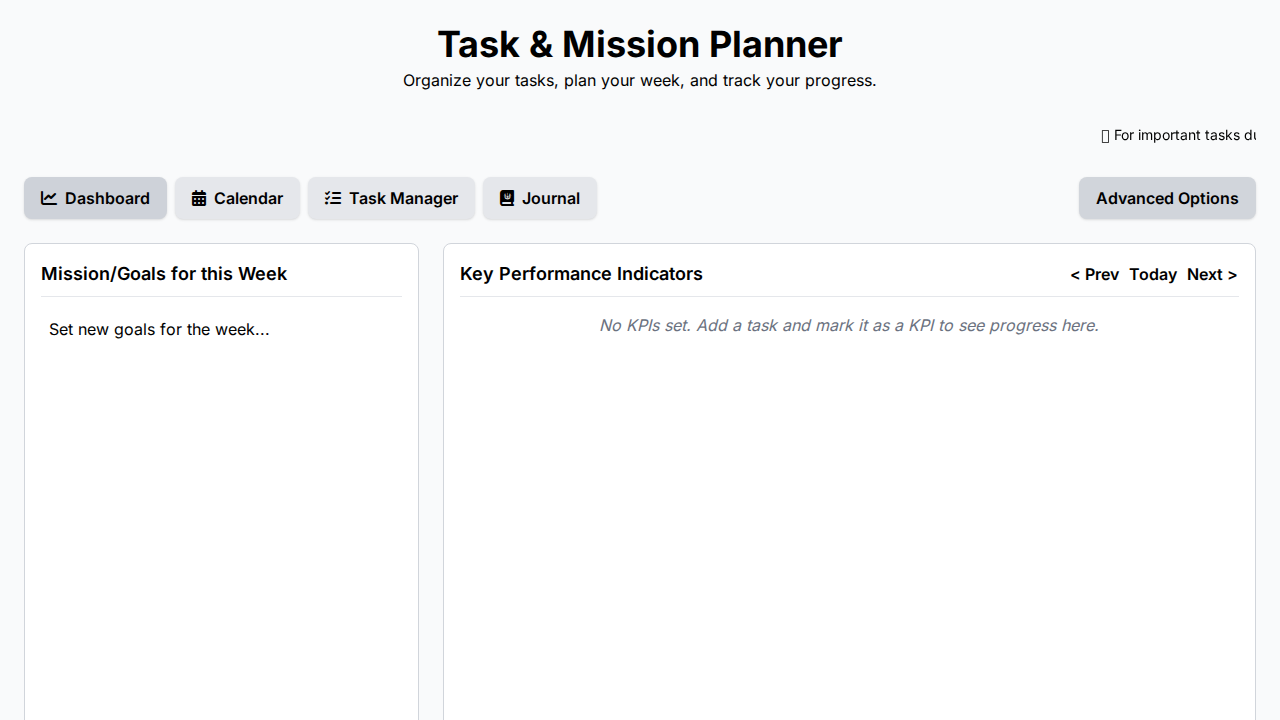 Task & Mission Planner
Organize your tasks, plan your week, and track your progress.
For important tasks
Dashboard
Calendar
Task Manager
Journal
Advanced Options
Mission/Goals for this Week
Key Performance Indicators
< Prev
Today
Next >
Set new goals for the week...
No KPIs set. Add a task and mark it as a KPI to see progress here.